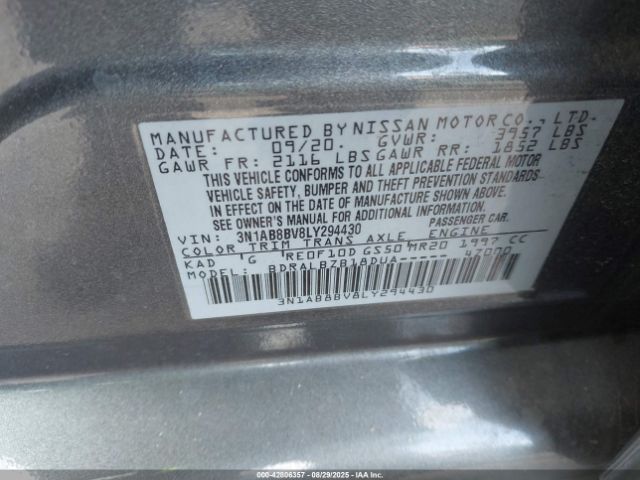 MANUFACTURED BY NISSAN MOTOR CO., LTD.
DATE: 09/20. GVWR: 3957 LBS
GAWR FR: 2116 LBS GAWR RR: 1852 LBS
THIS VEHICLE CONFORMS TO ALL APPLICABLE FEDERAL MOTOR
VEHICLE SAFETY, BUMPER AND THEFT PREVENTION STANDARDS
IN EFFECT ON THE DATE OF MANUFACTURE SHOWN ABOVE.
SEE OWNER'S MANUAL FOR ADDITIONAL INFORMATION.
VIN: 3N1AB8BV8LY294430 PASSENGER CAR.
COLOR TRIM TRANS AXLE ENGINE
KAD 'G RE0F10D GS50 MR20 1997 CC
MODEL: BDRALBZB18DUA----- 4Z000
3N1AB8BV8LY294430
000-42806357 | 08/29/2025 | IAAI.COM